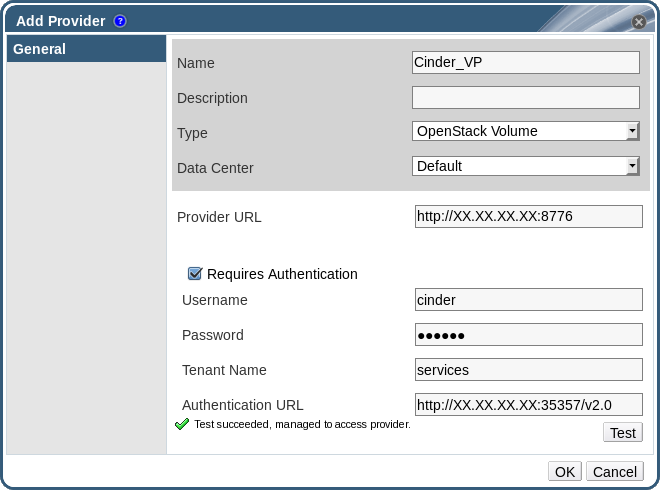 Add Provider ?
General
Name Cinder_VP
Description
Type OpenStack Volume
Data Center Default
Provider URL http://XX.XX.XX.XX:8776
Requires Authentication
Username cinder
Password ●●●●●●
Tenant Name services
Authentication URL http://XX.XX.XX.XX:35357/v2.0
Test succeeded, managed to access provider.
Test
OK Cancel